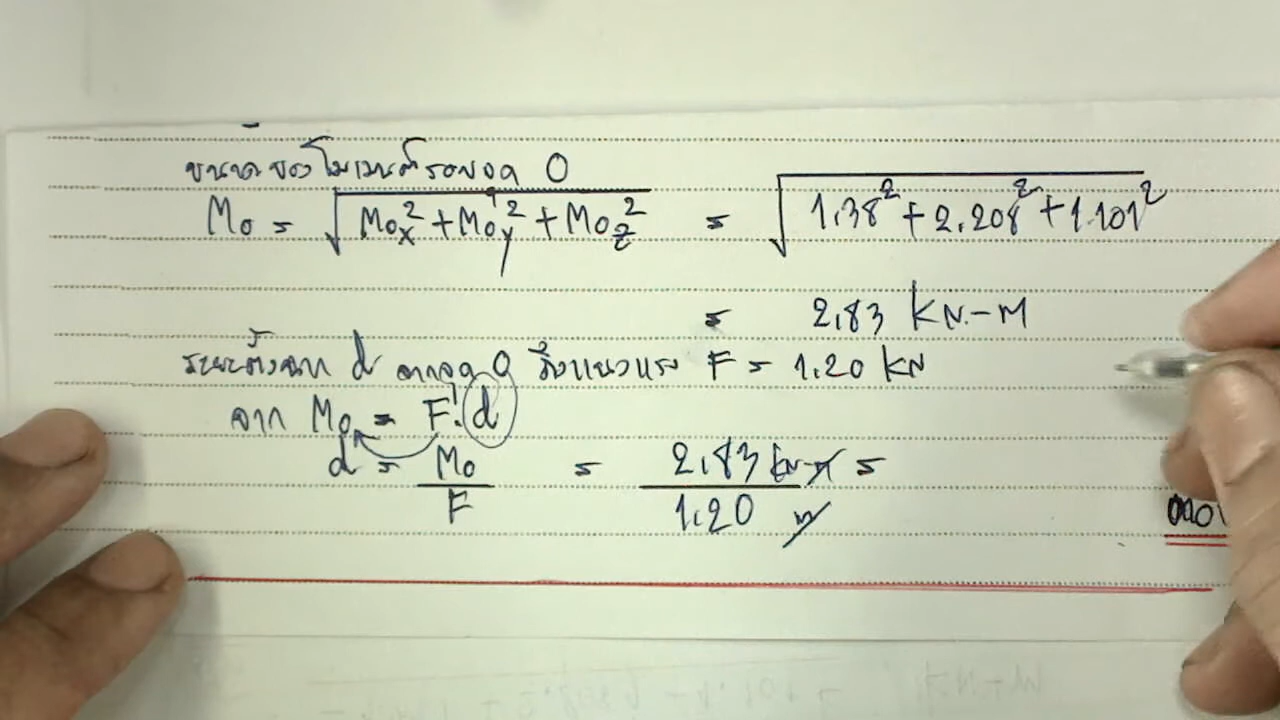 ขนาดของโมเมนต์รอบจุด O
Mo = √(Mox² + Moy² + Moz²) = √(1.38² + 2.208² + 1.101²)
= 2.83 kN-M
ระยะตั้งฉาก d จากจุด O ถึงแนวแรง F = 1.20 kN
จาก Mo = F.d
d = Mo/F = 2.83 kN-M / 1.20 =